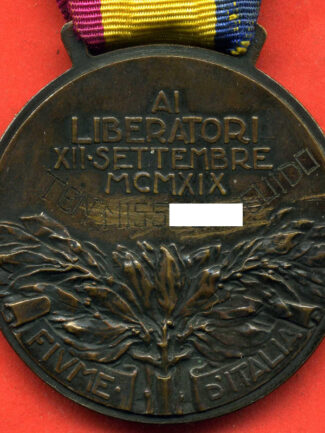 AI
LIBERATORI
XII·SETTEMBRE
MCMXIX·
FIVME· D'ITALIA